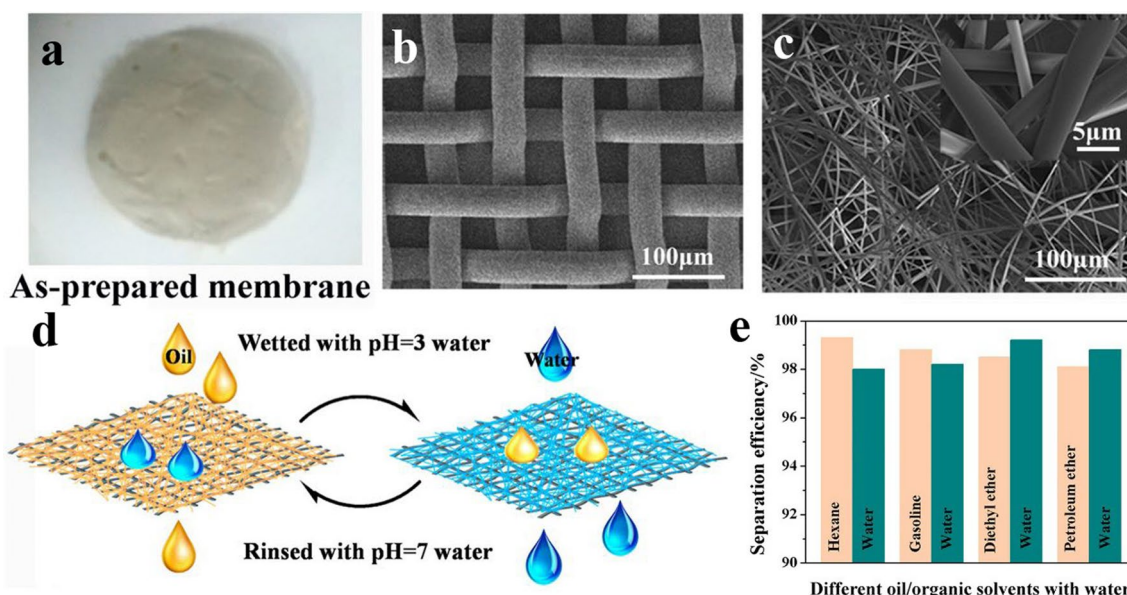 a
As-prepared membrane
b
100μm
c
5μm
100μm
d
Oil
Wetted with pH=3 water
Water
Rinsed with pH=7 water
e
Separation efficiency/%
100
98
96
94
92
90
Hexane
Water
Gasoline
Water
Diethyl ether
Water
Petroleum ether
Water
Different oil/organic solvents with water